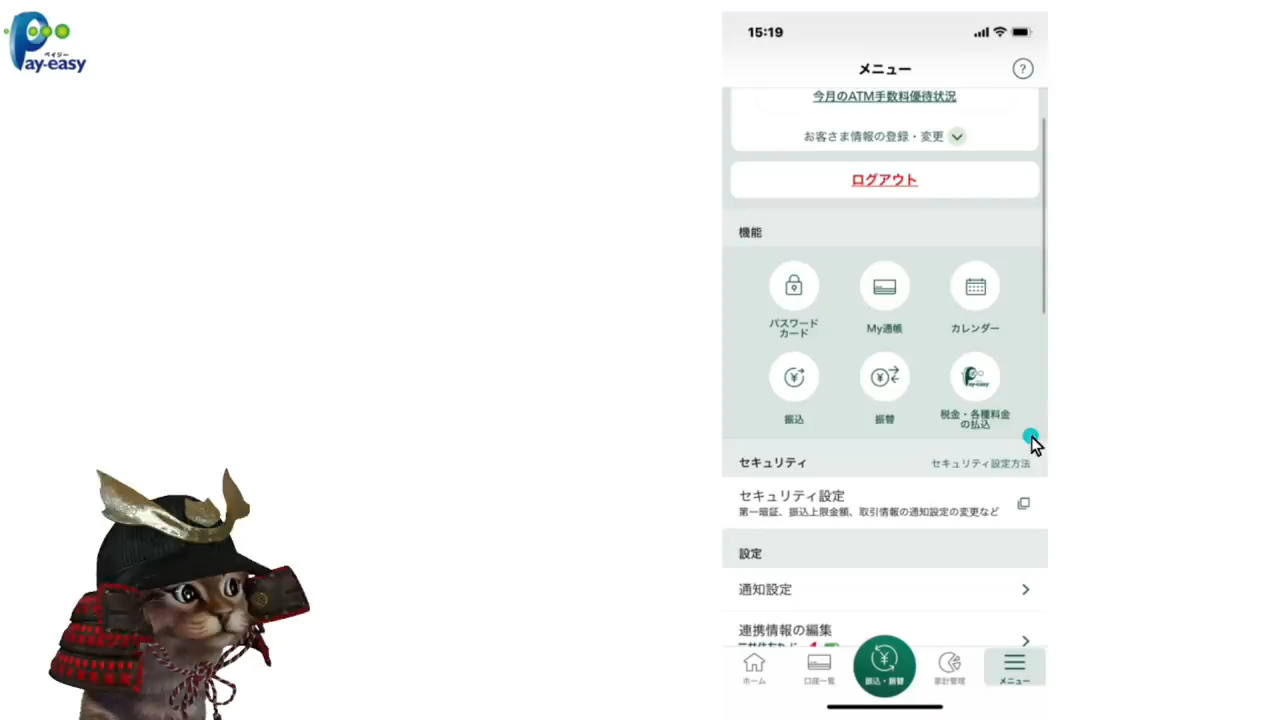 ペイジー
Pay-easy
15:19
メニュー
?
今月のATM手数料優待状況
お客さま情報の登録・変更
ログアウト
機能
パスワード
カード
My通帳
カレンダー
振込
振替
Pay-easy
税金・各種料金
の払込
セキュリティ
セキュリティ設定方法
セキュリティ設定
第一暗証、振込上限金額、取引情報の通知設定の変更など
設定
通知設定
連携情報の編集
ホーム
口座一覧
振込・振替
家計管理
メニュー